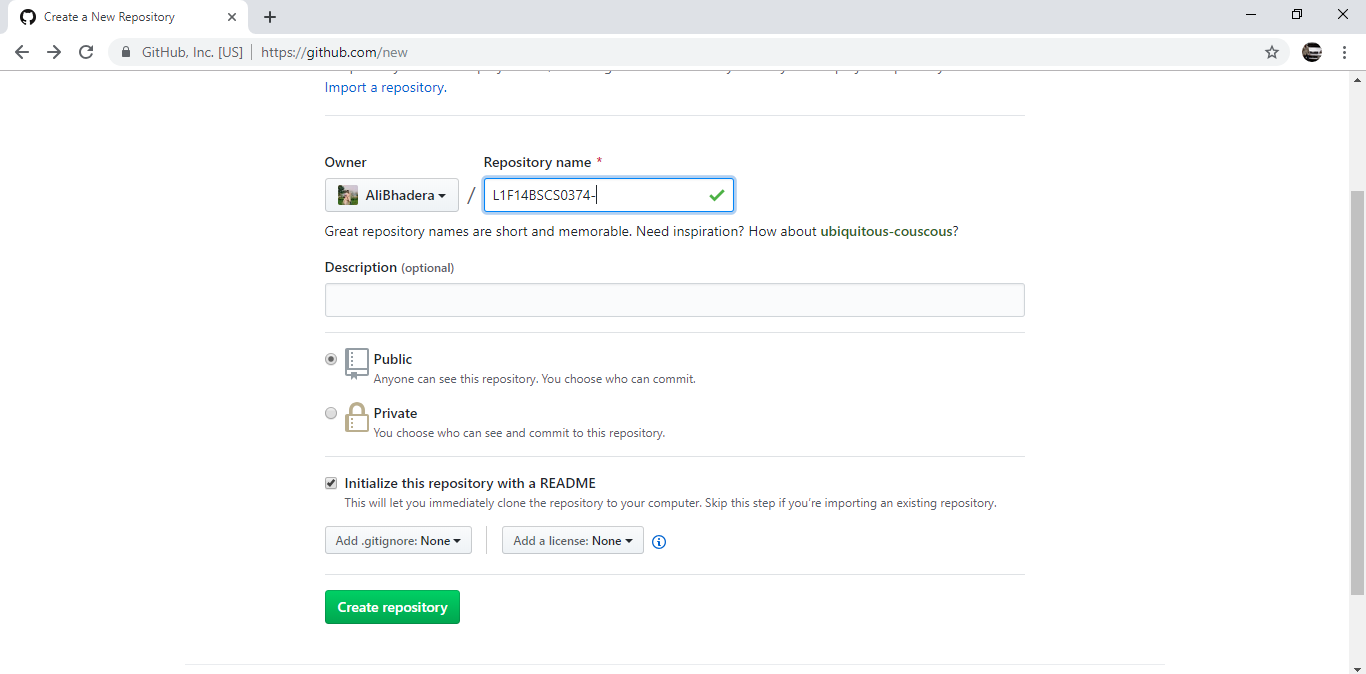 Create a New Repository
GitHub, Inc. [US] | https://github.com/new
Import a repository.
Owner
Repository name *
AliBhadera / L1F14BSCS0374-
Great repository names are short and memorable. Need inspiration? How about ubiquitous-couscous?
Description (optional)
Public
Anyone can see this repository. You choose who can commit.
Private
You choose who can see and commit to this repository.
Initialize this repository with a README
This will let you immediately clone the repository to your computer. Skip this step if you're importing an existing repository.
Add .gitignore: None
Add a license: None
Create repository